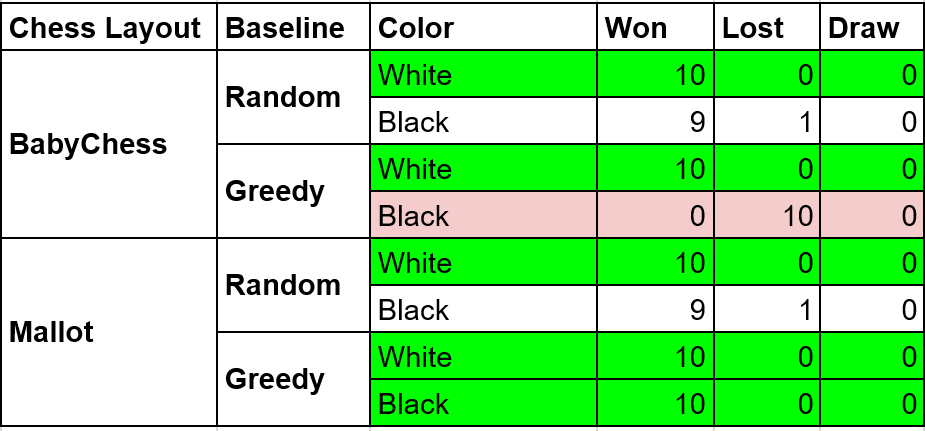 Chess Layout Baseline Color Won Lost Draw
BabyChess Random White 10 0 0
Black 9 1 0
Greedy White 10 0 0
Black 0 10 0
Mallot Random White 10 0 0
Black 9 1 0
Greedy White 10 0 0
Black 10 0 0